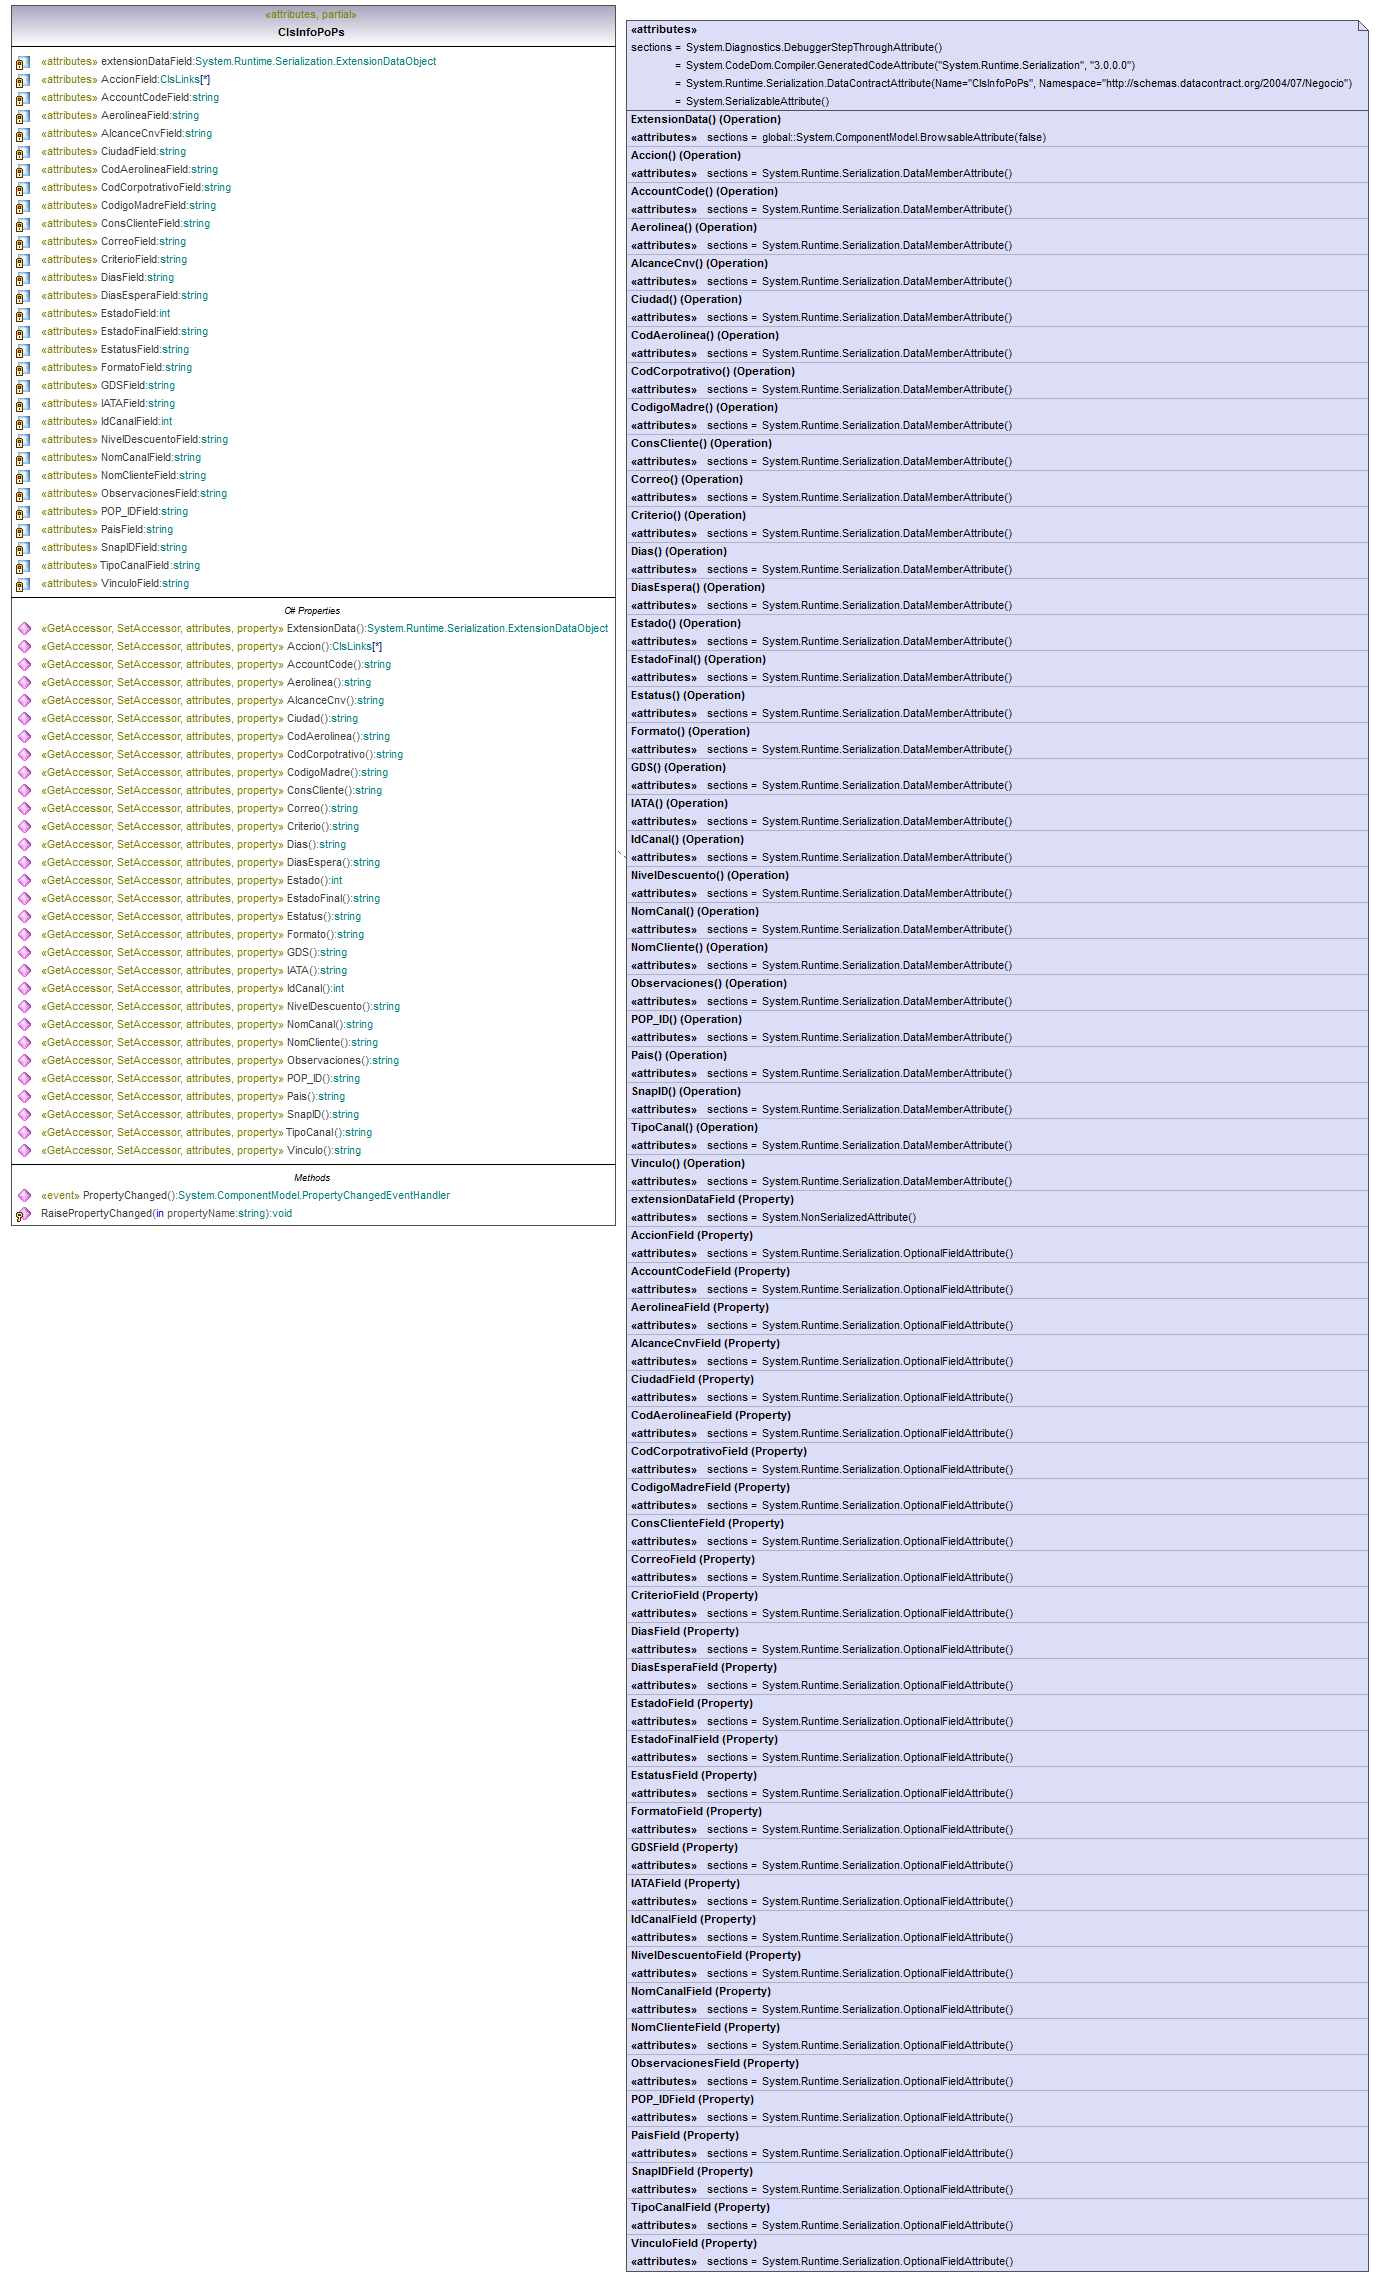 «attributes, partial»
ClsInfoPoPs
«attributes» extensionDataField:System.Runtime.Serialization.ExtensionDataObject
«attributes» AccionField:ClsLinks[*]
«attributes» AccountCodeField:string
«attributes» AerolineaField:string
«attributes» AlcanceCnvField:string
«attributes» CiudadField:string
«attributes» CodAerolineaField:string
«attributes» CodCorpotrativoField:string
«attributes» CodigoMadreField:string
«attributes» ConsClienteField:string
«attributes» CorreoField:string
«attributes» CriterioField:string
«attributes» DiasField:string
«attributes» DiasEsperaField:string
«attributes» EstadoField:int
«attributes» EstadoFinalField:string
«attributes» EstatusField:string
«attributes» FormatoField:string
«attributes» GDSField:string
«attributes» IATAField:string
«attributes» IdCanalField:int
«attributes» NivelDescuentoField:string
«attributes» NomCanalField:string
«attributes» NomClienteField:string
«attributes» ObservacionesField:string
«attributes» POP_IDField:string
«attributes» PaisField:string
«attributes» SnapIDField:string
«attributes» TipoCanalField:string
«attributes» VinculoField:string
C# Properties
«GetAccessor, SetAccessor, attributes, property» ExtensionData():System.Runtime.Serialization.ExtensionDataObject
«GetAccessor, SetAccessor, attributes, property» Accion():ClsLinks[*]
«GetAccessor, SetAccessor, attributes, property» AccountCode():string
«GetAccessor, SetAccessor, attributes, property» Aerolinea():string
«GetAccessor, SetAccessor, attributes, property» AlcanceCnv():string
«GetAccessor, SetAccessor, attributes, property» Ciudad():string
«GetAccessor, SetAccessor, attributes, property» CodAerolinea():string
«GetAccessor, SetAccessor, attributes, property» CodCorpotrativo():string
«GetAccessor, SetAccessor, attributes, property» CodigoMadre():string
«GetAccessor, SetAccessor, attributes, property» ConsCliente():string
«GetAccessor, SetAccessor, attributes, property» Correo():string
«GetAccessor, SetAccessor, attributes, property» Criterio():string
«GetAccessor, SetAccessor, attributes, property» Dias():string
«GetAccessor, SetAccessor, attributes, property» DiasEspera():string
«GetAccessor, SetAccessor, attributes, property» Estado():int
«GetAccessor, SetAccessor, attributes, property» EstadoFinal():string
«GetAccessor, SetAccessor, attributes, property» Estatus():string
«GetAccessor, SetAccessor, attributes, property» Formato():string
«GetAccessor, SetAccessor, attributes, property» GDS():string
«GetAccessor, SetAccessor, attributes, property» IATA():string
«GetAccessor, SetAccessor, attributes, property» IdCanal():int
«GetAccessor, SetAccessor, attributes, property» NivelDescuento():string
«GetAccessor, SetAccessor, attributes, property» NomCanal():string
«GetAccessor, SetAccessor, attributes, property» NomCliente():string
«GetAccessor, SetAccessor, attributes, property» Observaciones():string
«GetAccessor, SetAccessor, attributes, property» POP_ID():string
«GetAccessor, SetAccessor, attributes, property» Pais():string
«GetAccessor, SetAccessor, attributes, property» SnapID():string
«GetAccessor, SetAccessor, attributes, property» TipoCanal():string
«GetAccessor, SetAccessor, attributes, property» Vinculo():string
Methods
«event» PropertyChanged():System.ComponentModel.PropertyChangedEventHandler
RaisePropertyChanged(in propertyName:string):void
«attributes»
sections = System.Diagnostics.DebuggerStepThroughAttribute()
= System.CodeDom.Compiler.GeneratedCodeAttribute("System.Runtime.Serialization", "3.0.0.0")
= System.Runtime.Serialization.DataContractAttribute(Name="ClsInfoPoPs", Namespace="http://schemas.datacontract.org/2004/07/Negocio")
= System.SerializableAttribute()
ExtensionData() (Operation)
«attributes» sections = global::System.ComponentModel.BrowsableAttribute(false)
Accion() (Operation)
«attributes» sections = System.Runtime.Serialization.DataMemberAttribute()
AccountCode() (Operation)
«attributes» sections = System.Runtime.Serialization.DataMemberAttribute()
Aerolinea() (Operation)
«attributes» sections = System.Runtime.Serialization.DataMemberAttribute()
AlcanceCnv() (Operation)
«attributes» sections = System.Runtime.Serialization.DataMemberAttribute()
Ciudad() (Operation)
«attributes» sections = System.Runtime.Serialization.DataMemberAttribute()
CodAerolinea() (Operation)
«attributes» sections = System.Runtime.Serialization.DataMemberAttribute()
CodCorpotrativo() (Operation)
«attributes» sections = System.Runtime.Serialization.DataMemberAttribute()
CodigoMadre() (Operation)
«attributes» sections = System.Runtime.Serialization.DataMemberAttribute()
ConsCliente() (Operation)
«attributes» sections = System.Runtime.Serialization.DataMemberAttribute()
Correo() (Operation)
«attributes» sections = System.Runtime.Serialization.DataMemberAttribute()
Criterio() (Operation)
«attributes» sections = System.Runtime.Serialization.DataMemberAttribute()
Dias() (Operation)
«attributes» sections = System.Runtime.Serialization.DataMemberAttribute()
DiasEspera() (Operation)
«attributes» sections = System.Runtime.Serialization.DataMemberAttribute()
Estado() (Operation)
«attributes» sections = System.Runtime.Serialization.DataMemberAttribute()
EstadoFinal() (Operation)
«attributes» sections = System.Runtime.Serialization.DataMemberAttribute()
Estatus() (Operation)
«attributes» sections = System.Runtime.Serialization.DataMemberAttribute()
Formato() (Operation)
«attributes» sections = System.Runtime.Serialization.DataMemberAttribute()
GDS() (Operation)
«attributes» sections = System.Runtime.Serialization.DataMemberAttribute()
IATA() (Operation)
«attributes» sections = System.Runtime.Serialization.DataMemberAttribute()
IdCanal() (Operation)
«attributes» sections = System.Runtime.Serialization.DataMemberAttribute()
NivelDescuento() (Operation)
«attributes» sections = System.Runtime.Serialization.DataMemberAttribute()
NomCanal() (Operation)
«attributes» sections = System.Runtime.Serialization.DataMemberAttribute()
NomCliente() (Operation)
«attributes» sections = System.Runtime.Serialization.DataMemberAttribute()
Observaciones() (Operation)
«attributes» sections = System.Runtime.Serialization.DataMemberAttribute()
POP_ID() (Operation)
«attributes» sections = System.Runtime.Serialization.DataMemberAttribute()
Pais() (Operation)
«attributes» sections = System.Runtime.Serialization.DataMemberAttribute()
SnapID() (Operation)
«attributes» sections = System.Runtime.Serialization.DataMemberAttribute()
TipoCanal() (Operation)
«attributes» sections = System.Runtime.Serialization.DataMemberAttribute()
Vinculo() (Operation)
«attributes» sections = System.Runtime.Serialization.DataMemberAttribute()
extensionDataField (Property)
«attributes» sections = System.NonSerializedAttribute()
AccionField (Property)
«attributes» sections = System.Runtime.Serialization.OptionalFieldAttribute()
AccountCodeField (Property)
«attributes» sections = System.Runtime.Serialization.OptionalFieldAttribute()
AerolineaField (Property)
«attributes» sections = System.Runtime.Serialization.OptionalFieldAttribute()
AlcanceCnvField (Property)
«attributes» sections = System.Runtime.Serialization.OptionalFieldAttribute()
CiudadField (Property)
«attributes» sections = System.Runtime.Serialization.OptionalFieldAttribute()
CodAerolineaField (Property)
«attributes» sections = System.Runtime.Serialization.OptionalFieldAttribute()
CodCorpotrativoField (Property)
«attributes» sections = System.Runtime.Serialization.OptionalFieldAttribute()
CodigoMadreField (Property)
«attributes» sections = System.Runtime.Serialization.OptionalFieldAttribute()
ConsClienteField (Property)
«attributes» sections = System.Runtime.Serialization.OptionalFieldAttribute()
CorreoField (Property)
«attributes» sections = System.Runtime.Serialization.OptionalFieldAttribute()
CriterioField (Property)
«attributes» sections = System.Runtime.Serialization.OptionalFieldAttribute()
DiasField (Property)
«attributes» sections = System.Runtime.Serialization.OptionalFieldAttribute()
DiasEsperaField (Property)
«attributes» sections = System.Runtime.Serialization.OptionalFieldAttribute()
EstadoField (Property)
«attributes» sections = System.Runtime.Serialization.OptionalFieldAttribute()
EstadoFinalField (Property)
«attributes» sections = System.Runtime.Serialization.OptionalFieldAttribute()
EstatusField (Property)
«attributes» sections = System.Runtime.Serialization.OptionalFieldAttribute()
FormatoField (Property)
«attributes» sections = System.Runtime.Serialization.OptionalFieldAttribute()
GDSField (Property)
«attributes» sections = System.Runtime.Serialization.OptionalFieldAttribute()
IATAField (Property)
«attributes» sections = System.Runtime.Serialization.OptionalFieldAttribute()
IdCanalField (Property)
«attributes» sections = System.Runtime.Serialization.OptionalFieldAttribute()
NivelDescuentoField (Property)
«attributes» sections = System.Runtime.Serialization.OptionalFieldAttribute()
NomCanalField (Property)
«attributes» sections = System.Runtime.Serialization.OptionalFieldAttribute()
NomClienteField (Property)
«attributes» sections = System.Runtime.Serialization.OptionalFieldAttribute()
ObservacionesField (Property)
«attributes» sections = System.Runtime.Serialization.OptionalFieldAttribute()
POP_IDField (Property)
«attributes» sections = System.Runtime.Serialization.OptionalFieldAttribute()
PaisField (Property)
«attributes» sections = System.Runtime.Serialization.OptionalFieldAttribute()
SnapIDField (Property)
«attributes» sections = System.Runtime.Serialization.OptionalFieldAttribute()
TipoCanalField (Property)
«attributes» sections = System.Runtime.Serialization.OptionalFieldAttribute()
VinculoField (Property)
«attributes» sections = System.Runtime.Serialization.OptionalFieldAttribute()